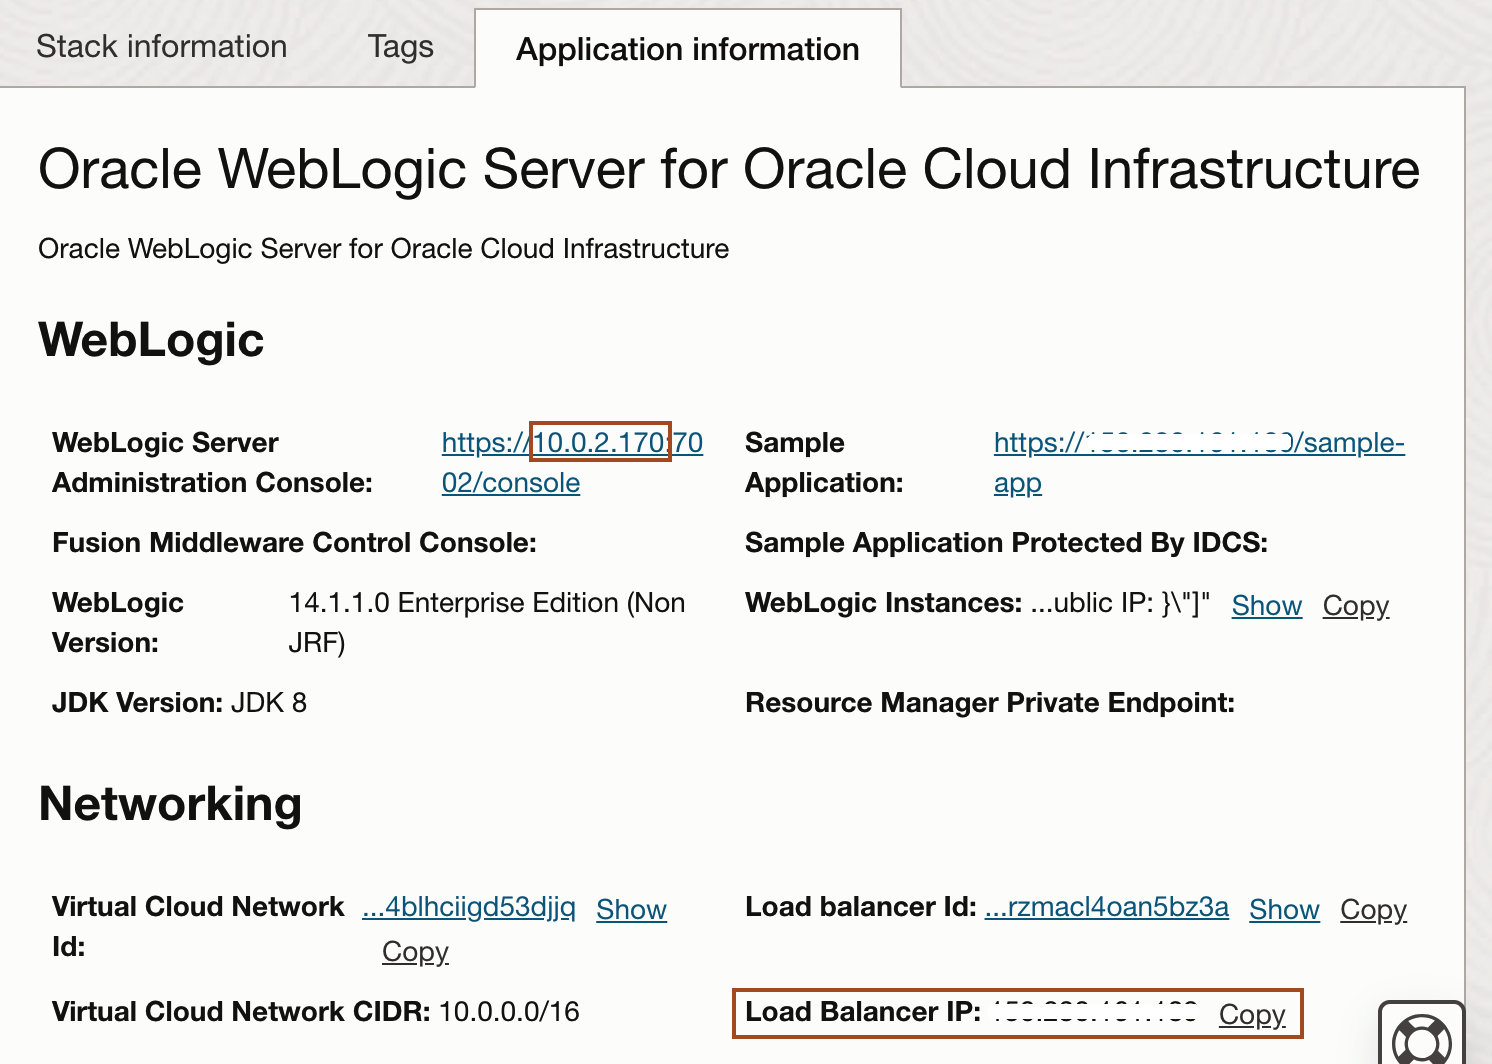 Stack information Tags Application information
Oracle WebLogic Server for Oracle Cloud Infrastructure
Oracle WebLogic Server for Oracle Cloud Infrastructure
WebLogic
WebLogic Server Administration Console: https://10.0.2.170:7002/console
Sample Application: https:// /sample-app
Fusion Middleware Control Console:
Sample Application Protected By IDCS:
WebLogic Version: 14.1.1.0 Enterprise Edition (Non JRF)
WebLogic Instances: ...ublic IP: }\"]" Show Copy
JDK Version: JDK 8
Resource Manager Private Endpoint:
Networking
Virtual Cloud Network Id: ...4blhciigd53djjq Show Copy
Load balancer Id: ...rzmacl4oan5bz3a Show Copy
Virtual Cloud Network CIDR: 10.0.0.0/16
Load Balancer IP: Copy